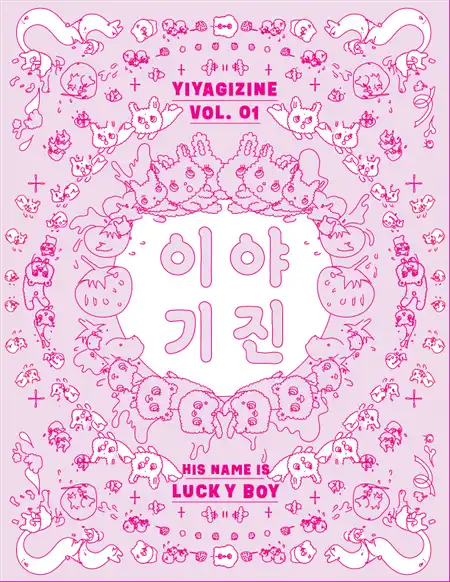 YIYAGIZINE
VOL. 01
이야
기진
HIS NAME IS
LUCKY BOY